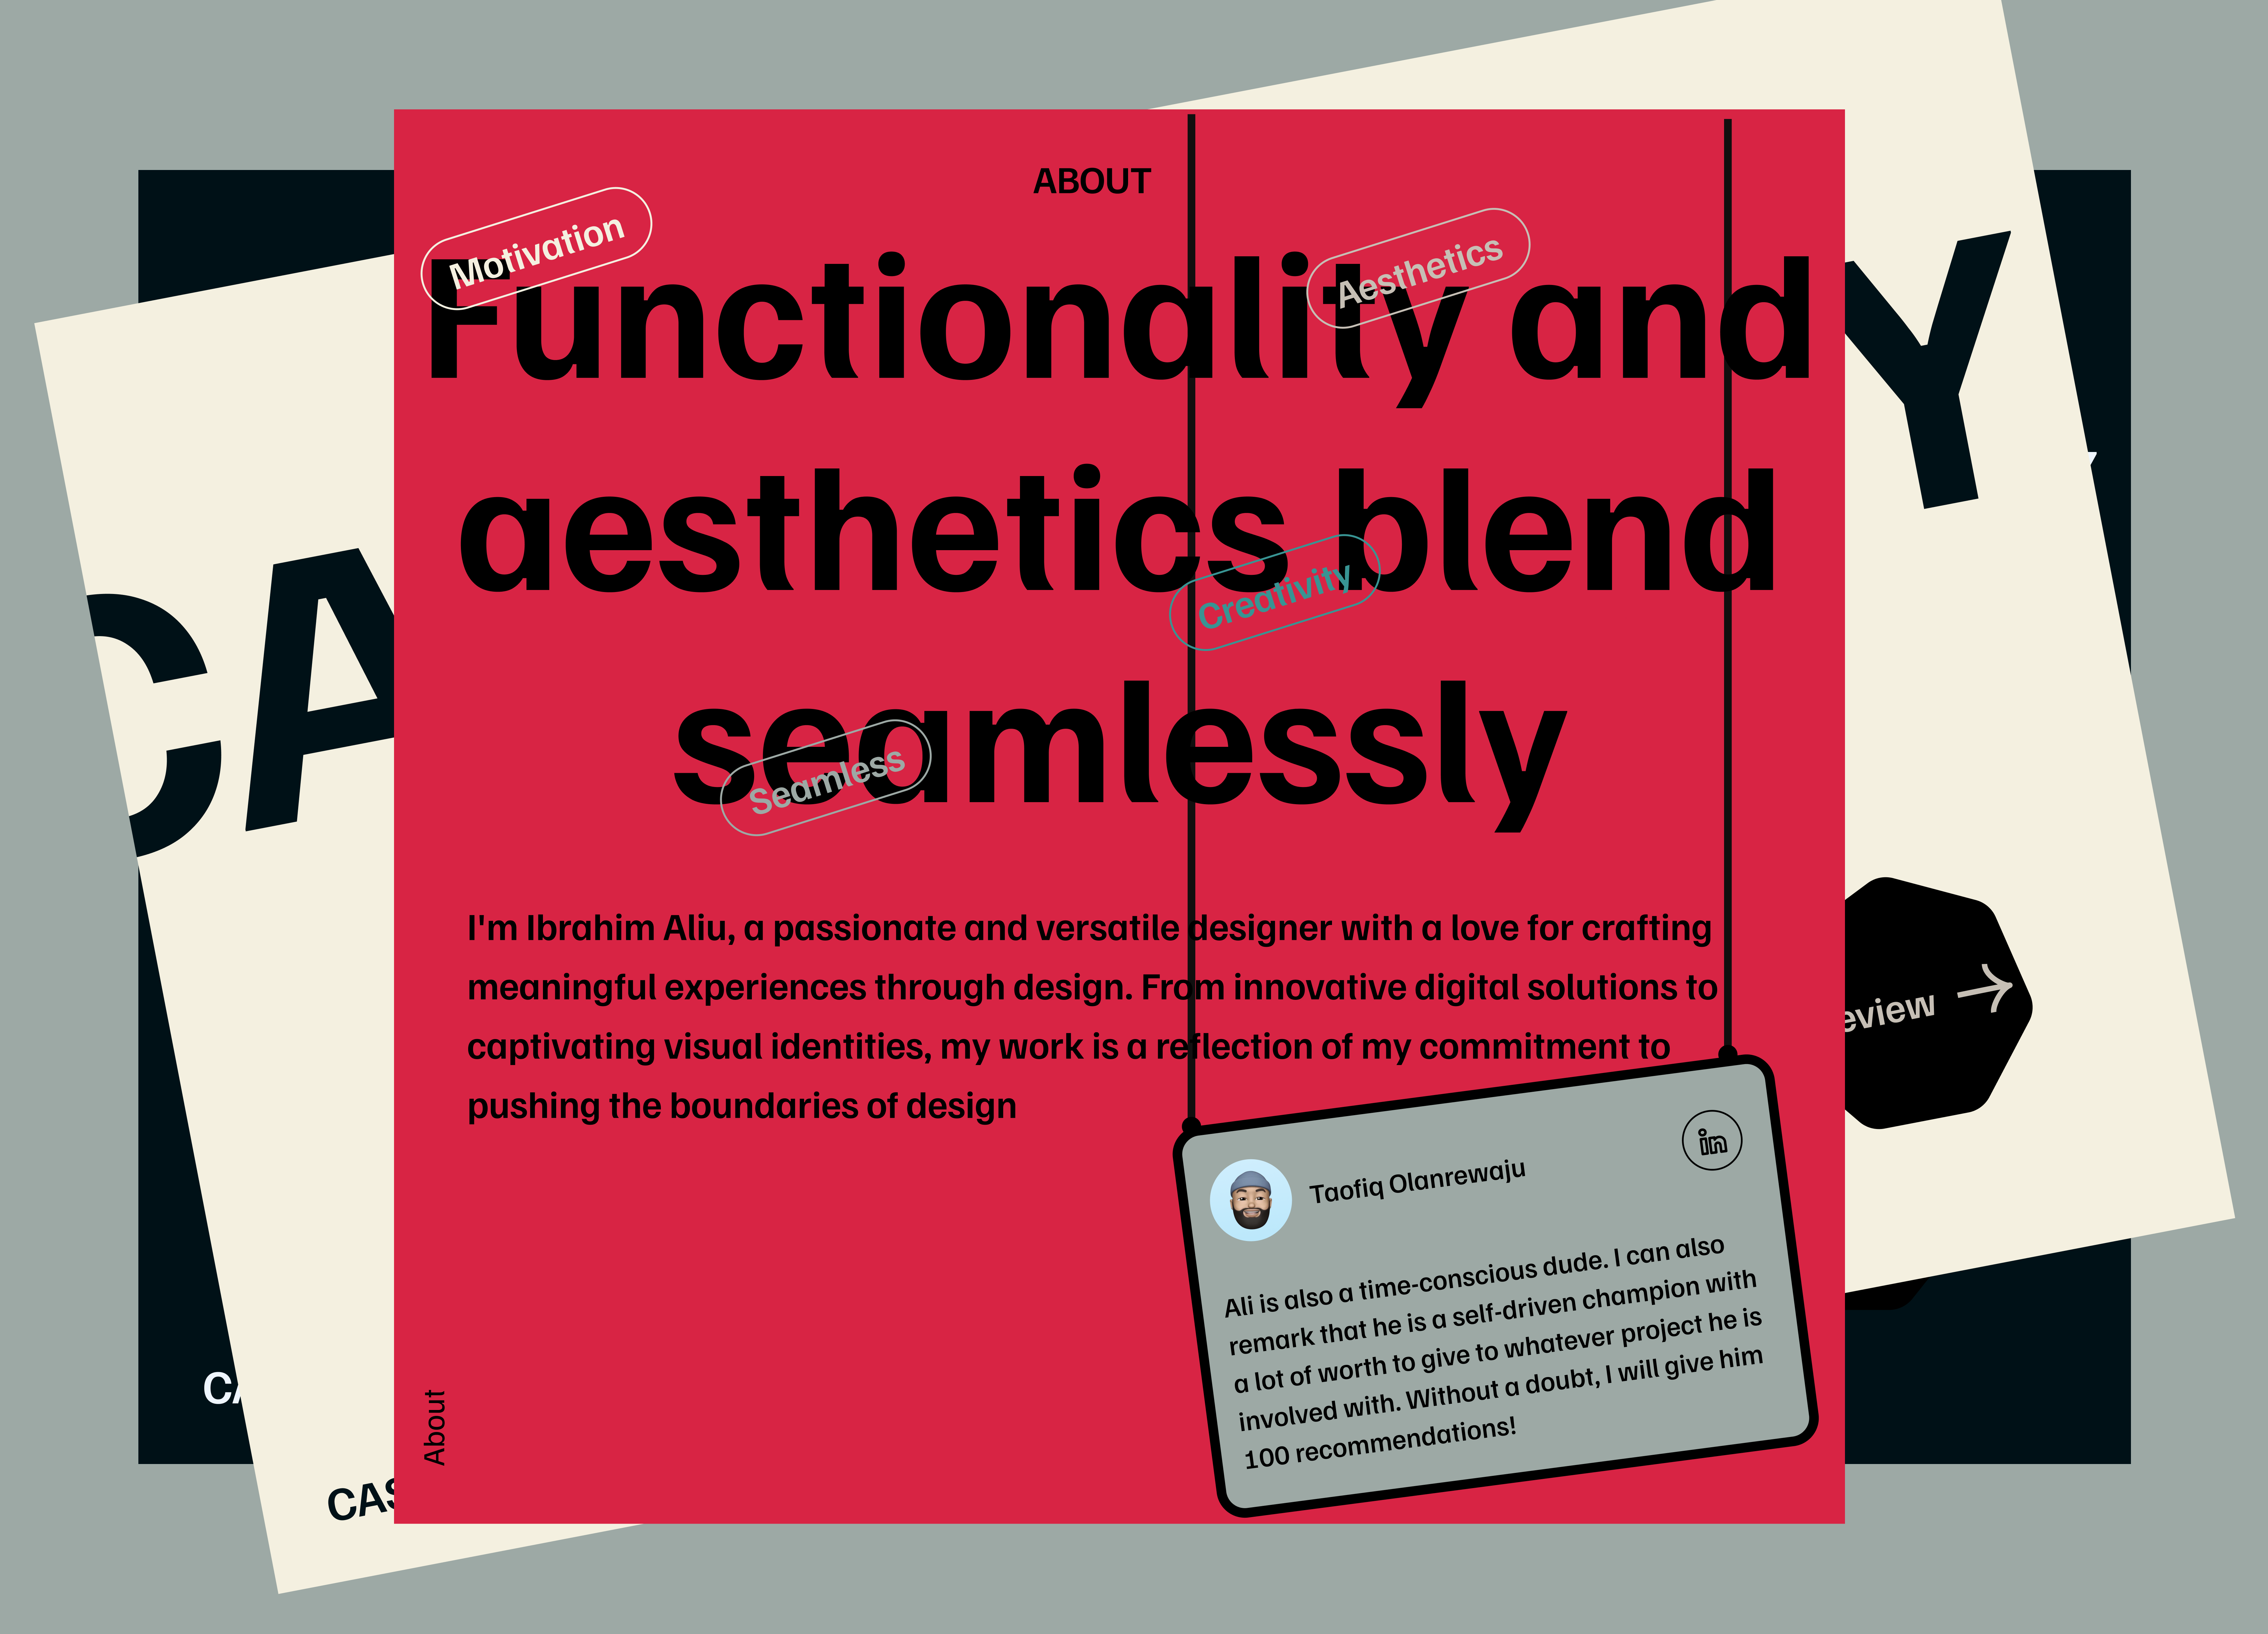 ABOUT
Motivation
Aesthetics
Functionality and
aesthetics blend
Creativity
seamlessly
Seamless
I'm Ibrahim Aliu, a passionate and versatile designer with a love for crafting
meaningful experiences through design. From innovative digital solutions to
captivating visual identities, my work is a reflection of my commitment to
pushing the boundaries of design
in
Taofiq Olanrewaju
Ali is also a time-conscious dude. I can also
remark that he is a self-driven champion with
a lot of worth to give to whatever project he is
involved with. Without a doubt, I will give him
100 recommendations!
About
CA
Y
eview
CA
CAS